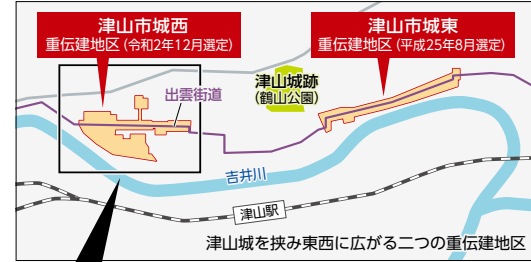 津山市城西
重伝建地区(令和2年12月選定)
津山市城東
重伝建地区(平成25年8月選定)
出雲街道
津山城跡
(鶴山公園)
吉井川
津山駅
津山城を挟み東西に広がる二つの重伝建地区